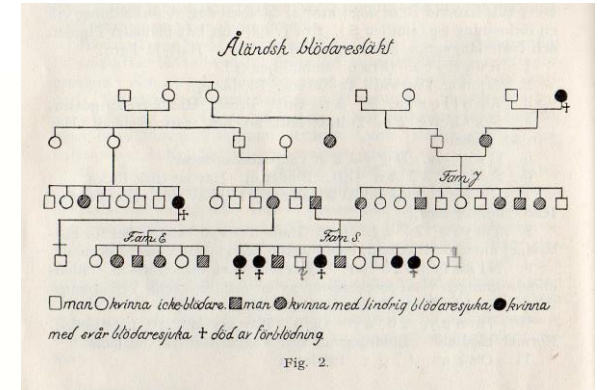 Åländsk blödaresläkt
Fam. J
Fam. E Fam. S.
man kvinna icke-blödare, man kvinna med lindrig blödaresjuka, kvinna
med svår blödaresjuka † död av förblödning
Fig. 2.